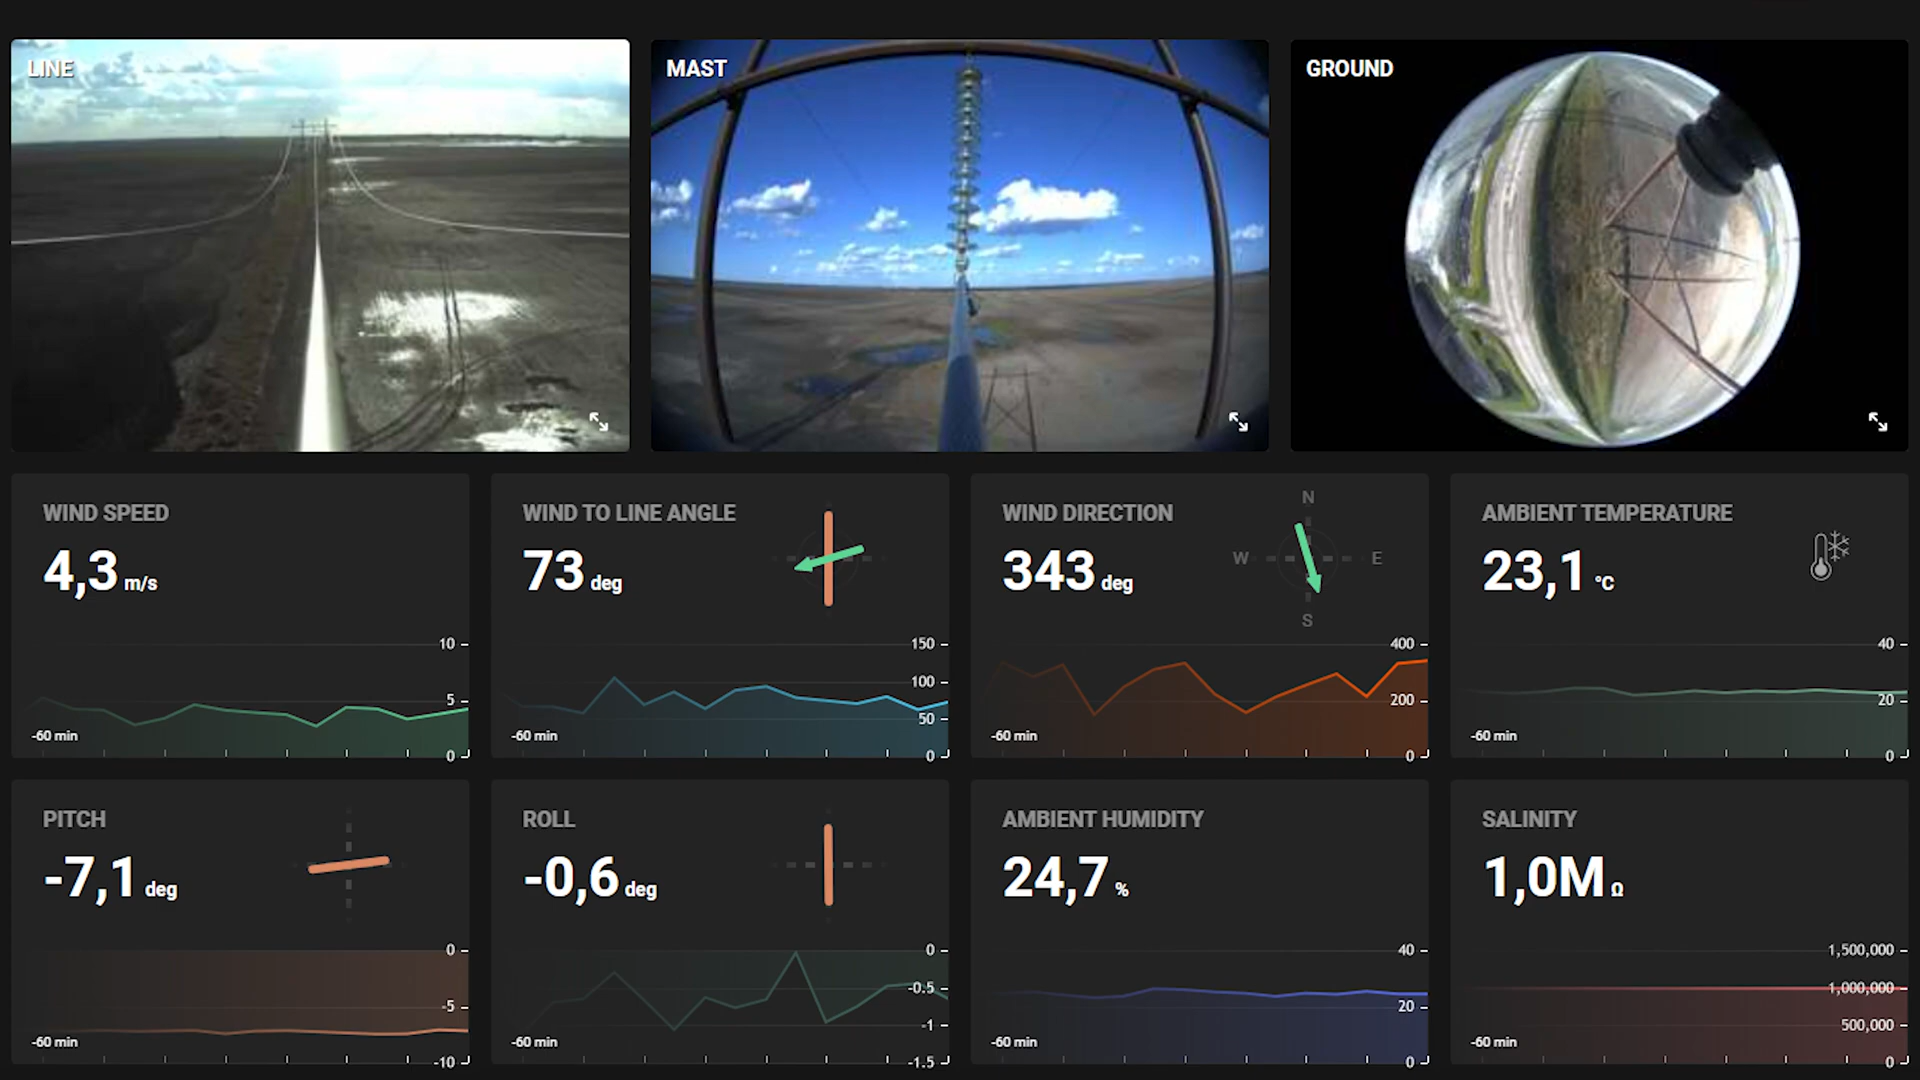 LINE
MAST
GROUND
WIND SPEED
4,3 m/s
10
5
0
-60 min
WIND TO LINE ANGLE
73 deg
150
100
50
0
-60 min
WIND DIRECTION
343 deg
N
W
E
S
400
200
0
-60 min
AMBIENT TEMPERATURE
23,1 °C
40
20
0
-60 min
PITCH
-7,1 deg
0
-5
-10
-60 min
ROLL
-0,6 deg
0
-0.5
-1
-1.5
-60 min
AMBIENT HUMIDITY
24,7 %
40
20
0
-60 min
SALINITY
1,0M Ω
1,500,000
1,000,000
500,000
0
-60 min